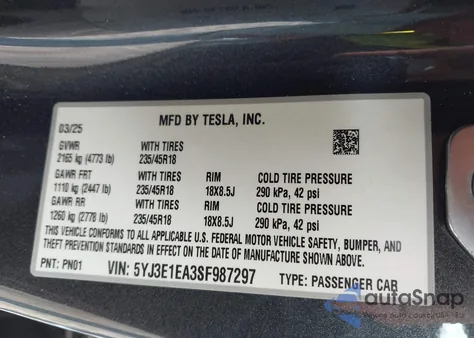 MFD BY TESLA, INC.
03/25
GVWR WITH TIRES
2165 kg (4773 lb) 235/45R18
GAWR FRT WITH TIRES RIM COLD TIRE PRESSURE
1110 kg (2447 lb) 235/45R18 18X8.5J 290 kPa, 42 psi
GAWR RR WITH TIRES RIM COLD TIRE PRESSURE
1260 kg (2778 lb) 235/45R18 18X8.5J 290 kPa, 42 psi
THIS VEHICLE CONFORMS TO ALL APPLICABLE U.S. FEDERAL MOTOR VEHICLE SAFETY, BUMPER, AND
THEFT PREVENTION STANDARDS IN EFFECT ON THE DATE OF MANUFACTURE SHOWN ABOVE.
PNT: PN01 VIN: 5YJ3E1EA3SF987297 TYPE: PASSENGER CAR
autoSnap